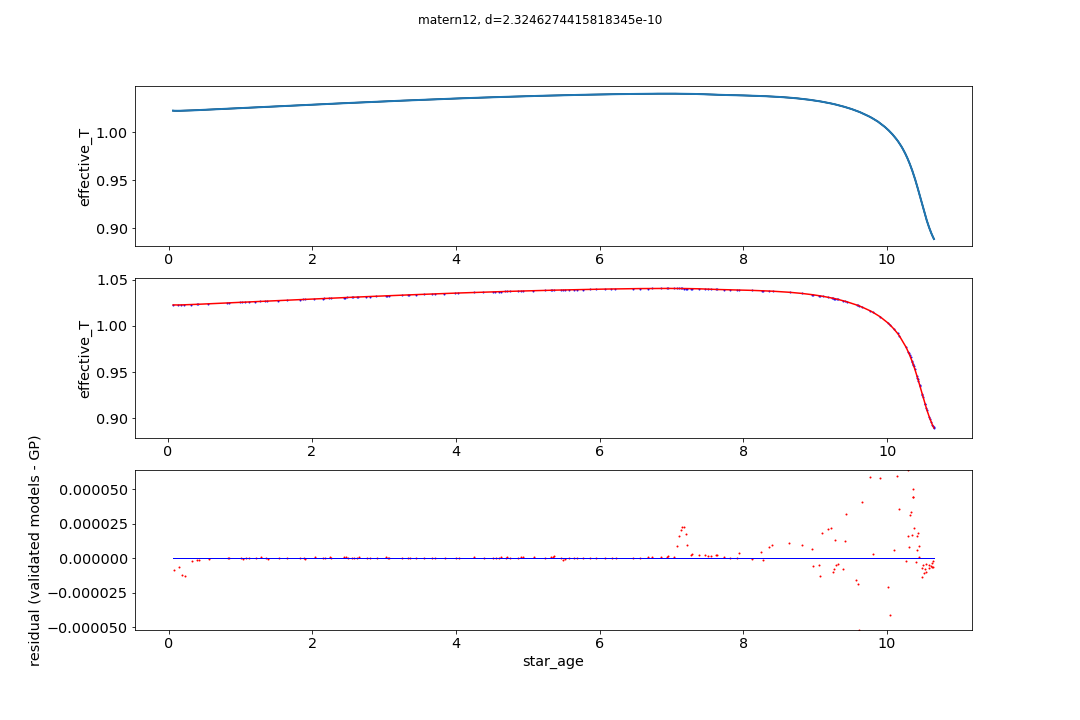 matern12, d=2.3246274415818345e-10
effective_T
1.00
0.95
0.90
0 2 4 6 8 10
effective_T
1.05
1.00
0.95
0.90
0 2 4 6 8 10
residual (validated models - GP)
0.000050
0.000025
0.000000
−0.000025
−0.000050
0 2 4 6 8 10
star_age